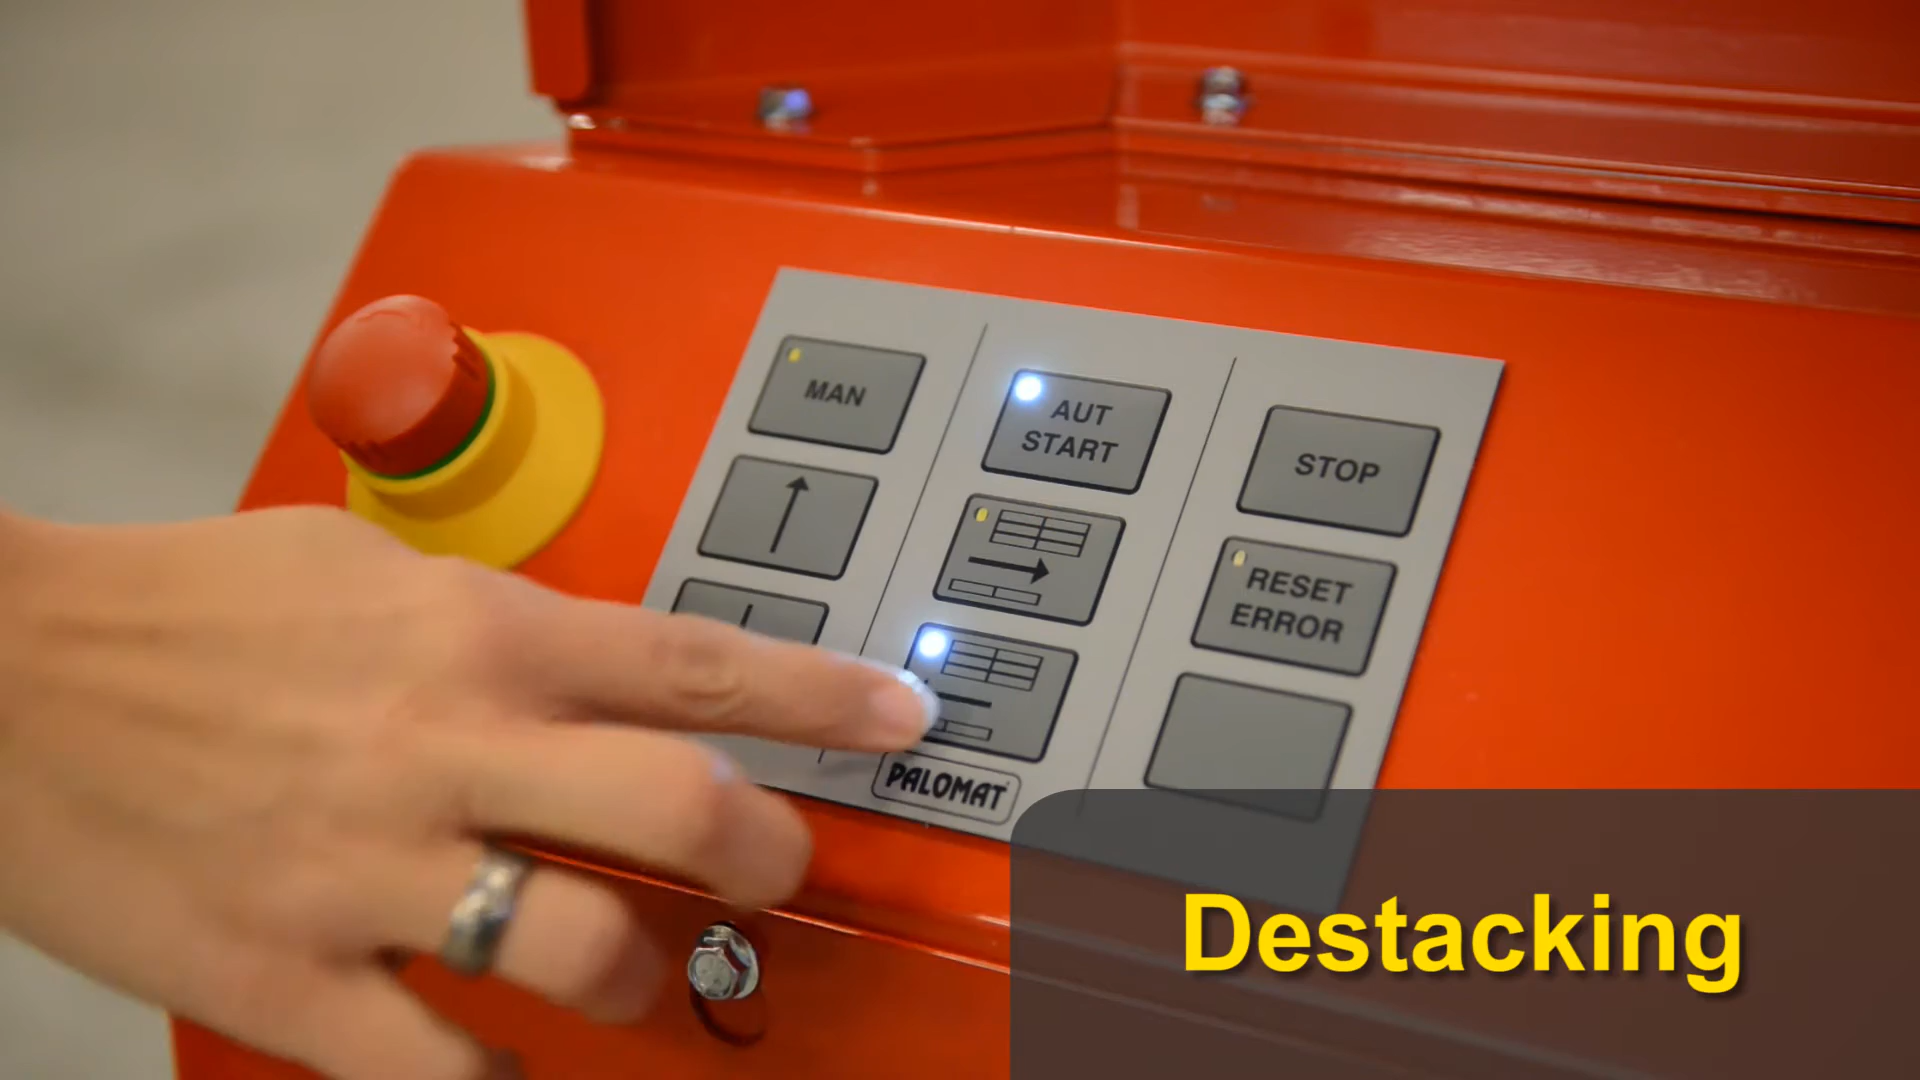 MAN
AUT
START
STOP
RESET
ERROR
PALOMAT
Destacking